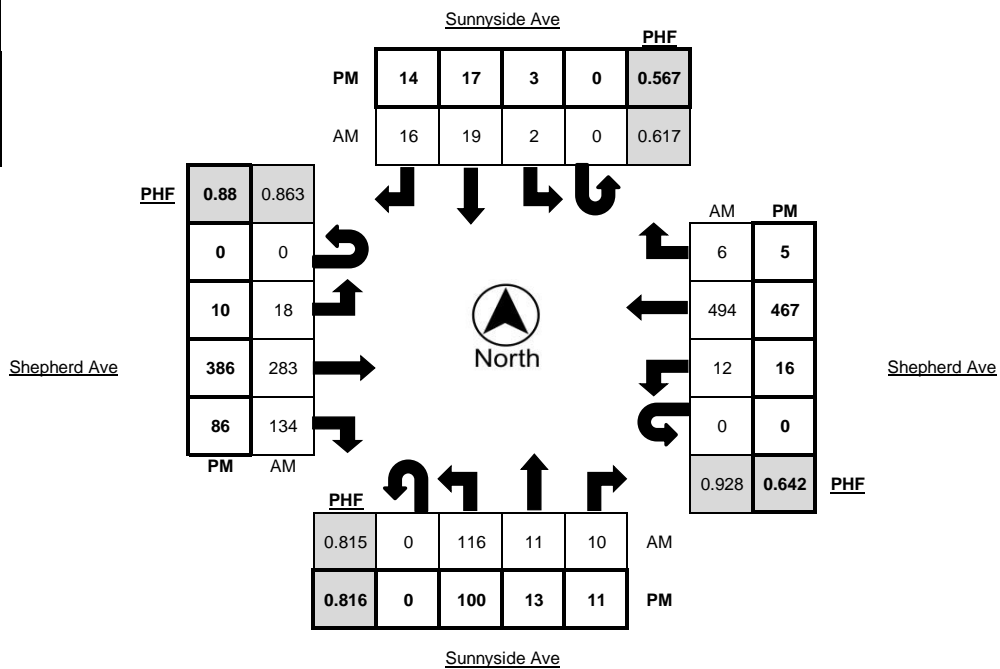 Sunnyside Ave
PHF
PM 14 17 3 0 0.567
AM 16 19 2 0 0.617
PHF 0.88 0.863
0 0
10 18
386 283
86 134
PM AM
Shepherd Ave
North
AM PM
6 5
494 467
12 16
0 0
0.928 0.642 PHF
Shepherd Ave
PHF
0.815 0 116 11 10 AM
0.816 0 100 13 11 PM
Sunnyside Ave